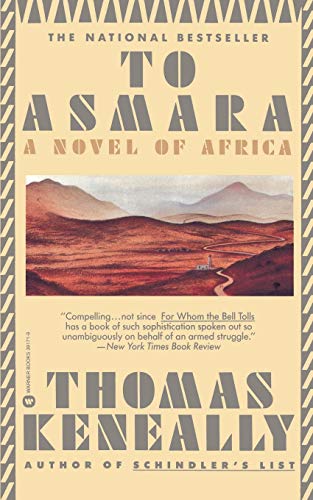 THE NATIONAL BESTSELLER
TO
ASMARA
A NOVEL OF AFRICA
“Compelling...not since For Whom the Bell Tolls
has a book of such sophistication spoken out so
unambiguously on behalf of an armed struggle.”
—New York Times Book Review
THOMAS
KENEALLY
AUTHOR OF SCHINDLER'S LIST